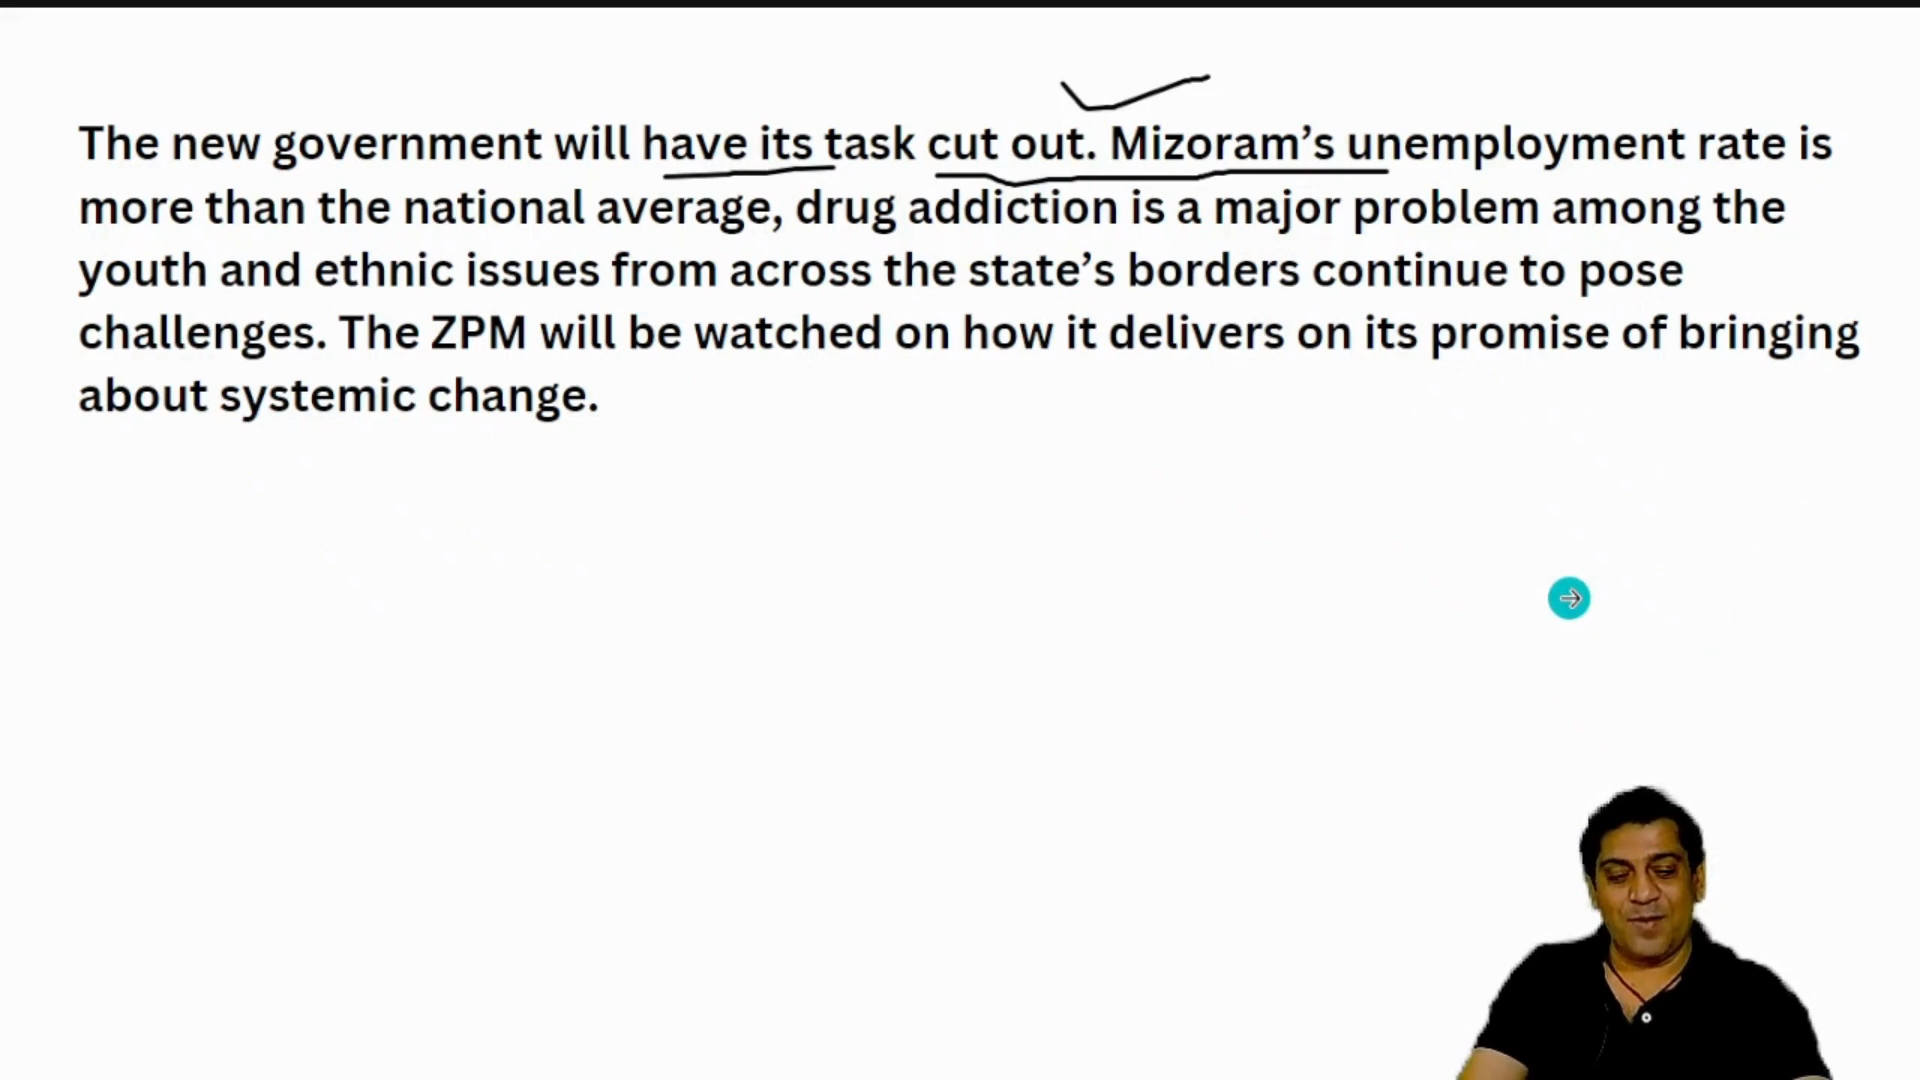 The new government will have its task cut out. Mizoram’s unemployment rate is
more than the national average, drug addiction is a major problem among the
youth and ethnic issues from across the state’s borders continue to pose
challenges. The ZPM will be watched on how it delivers on its promise of bringing
about systemic change.